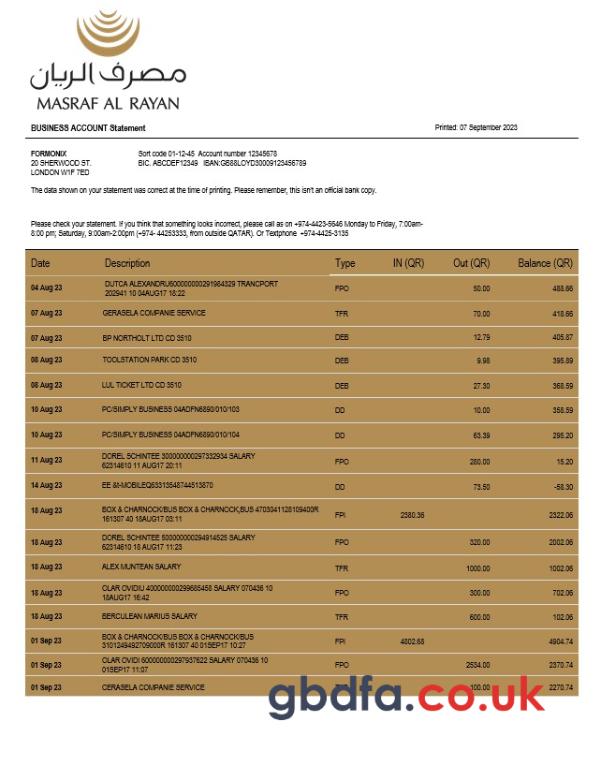 مصرف الريان
MASRAF AL RAYAN
BUSINESS ACCOUNT Statement Printed: 07 September 2023
FORMONIX Sort code 01-12-45 Account number 12345678
20 SHERWOOD ST. BIC. ABCDEF12349 IBAN:GB88LOYD30009123456789
LONDON W1F 7ED
The data shown on your statement was correct at the time of printing. Please remember, this isn't an official bank copy.
Please check your statement. If you think that something looks incorrect, please call as on +974-4423-5646 Monday to Friday, 7:00am-
8:00 pm; Saturday, 9:00am-2:00pm (+974- 44253333, from outside QATAR). Or Textphone +974-4425-3135
Date Description Type IN (QR) Out (QR) Balance (QR)
04 Aug 23 DUTCA ALEXANDRU600000000291984329 TRANCPORT
202941 10 04AUG17 18:22 FPO 50.00 488.66
07 Aug 23 GERASELA COMPANIE SERVICE TFR 70.00 418.66
07 Aug 23 BP NORTHOLT LTD CD 3510 DEB 12.79 405.87
08 Aug 23 TOOLSTATION PARK CD 3510 DEB 9.98 395.89
08 Aug 23 LUL TICKET LTD CD 3510 DEB 27.30 368.59
10 Aug 23 PC/SIMPLY BUSINESS 04ADFN6890/010/103 DD 10.00 358.59
10 Aug 23 PC/SIMPLY BUSINESS 04ADFN6890/010/104 DD 63.39 295.20
11 Aug 23 DOREL SCHINTEE 300000000297332934 SALARY
62314610 11 AUG17 20:11 FPO 280.00 15.20
14 Aug 23 EE &t-MOBILEQ63313548744513870 DD 73.50 -58.30
18 Aug 23 BOX & CHARNOCK/BUS BOX & CHARNOCK,BUS 4703041128109400R
161307 40 18AUG17 03:11 FPI 2380.36 2322.06
18 Aug 23 DOREL SCHINTEE 500000000294914525 SALARY
62314610 18 AUG17 11:23 FPO 320.00 2002.06
18 Aug 23 ALEX MUNTEAN SALARY TFR 1000.00 1002.06
18 Aug 23 OLAR OVIDIU 400000000299685458 SALARY 070436 10
18AUG17 16:42 FPO 300.00 702.06
18 Aug 23 BERCULEAN MARIUS SALARY TFR 600.00 102.06
01 Sep 23 BOX & CHARNOCK/BUS BOX & CHARNOCK/BUS
3101249492709000R 161307 40 01SEP17 10:27 FPI 4802.68 4904.74
01 Sep 23 OLAR OVIDI 600000000297937622 SALARY 070436 10
01SEP17 11:07 FPO 2534.00 2370.74
01 Sep 23 CERASELA COMPANIE SERVICE 100.00 2270.74
gbdfa.co.uk